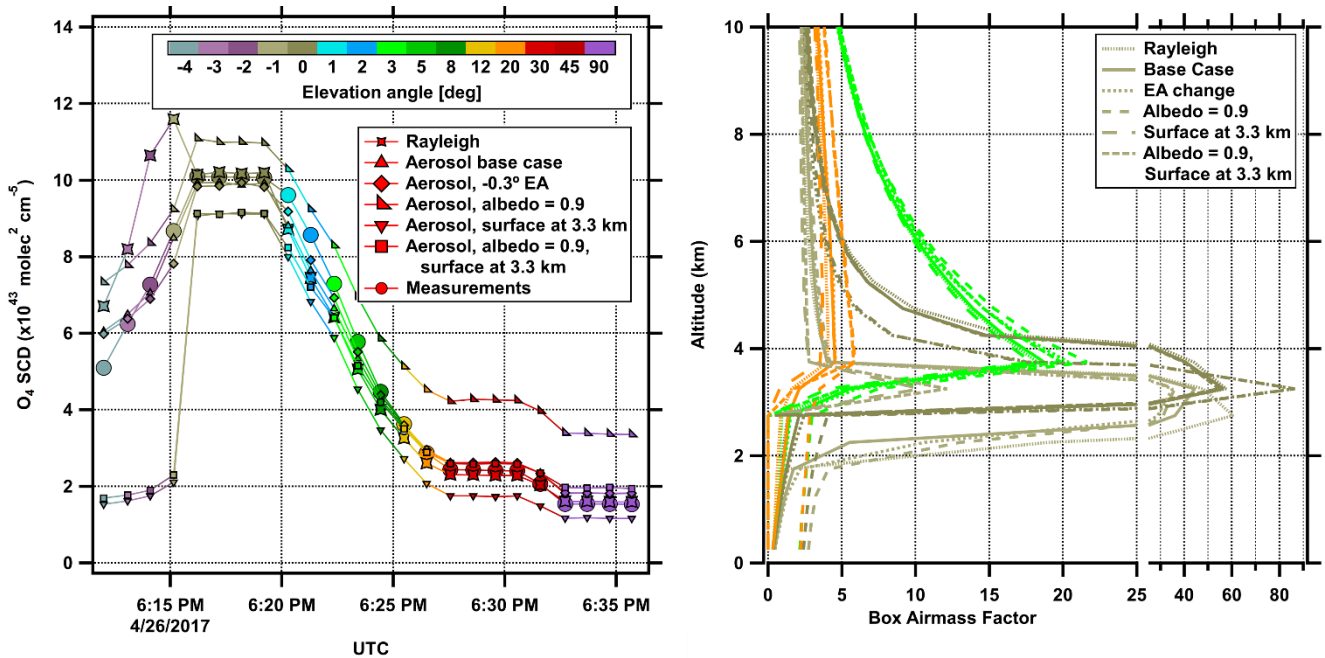 14
12
10
8
6
4
2
0
O4 SCD (x10^43 molec^2 cm^-5)
-4 -3 -2 -1 0 1 2 3 5 8 12 20 30 45 90
Elevation angle [deg]
Rayleigh
Aerosol base case
Aerosol, -0.3º EA
Aerosol, albedo = 0.9
Aerosol, surface at 3.3 km
Aerosol, albedo = 0.9,
surface at 3.3 km
Measurements
6:15 PM 6:20 PM 6:25 PM 6:30 PM 6:35 PM
4/26/2017
UTC
10
8
6
4
2
0
Altitude (km)
Rayleigh
Base Case
EA change
Albedo = 0.9
Surface at 3.3 km
Albedo = 0.9,
Surface at 3.3 km
0 5 10 15 20 25 40 60 80
Box Airmass Factor